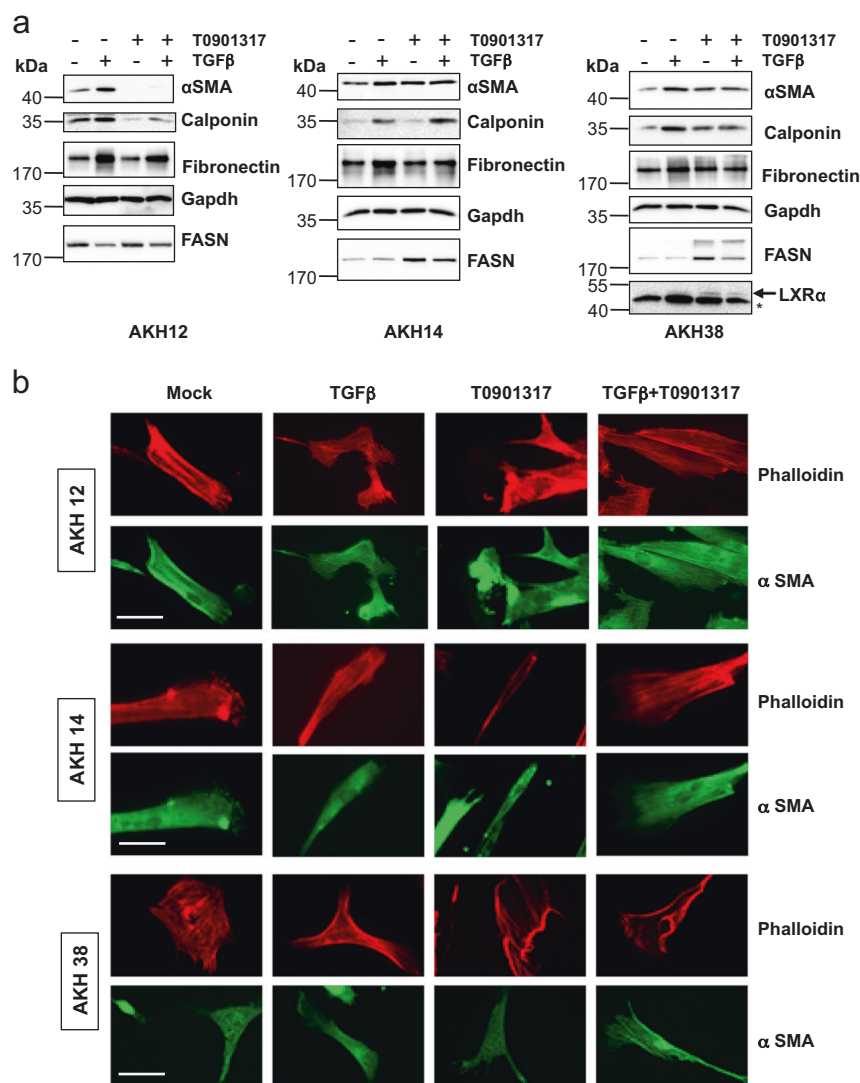 a
- - + + T0901317
- + - + TGFβ
kDa
40 αSMA
35 Calponin
170 Fibronectin
35 Gapdh
170 FASN
AKH12
- - + + T0901317
- + - + TGFβ
kDa
40 αSMA
35 Calponin
170 Fibronectin
35 Gapdh
170 FASN
AKH14
- - + + T0901317
- + - + TGFβ
kDa
40 αSMA
35 Calponin
170 Fibronectin
35 Gapdh
170 FASN
55 LXRα
40 *
AKH38
b
Mock TGFβ T0901317 TGFβ+T0901317
AKH 12
Phalloidin
α SMA
AKH 14
Phalloidin
α SMA
AKH 38
Phalloidin
α SMA